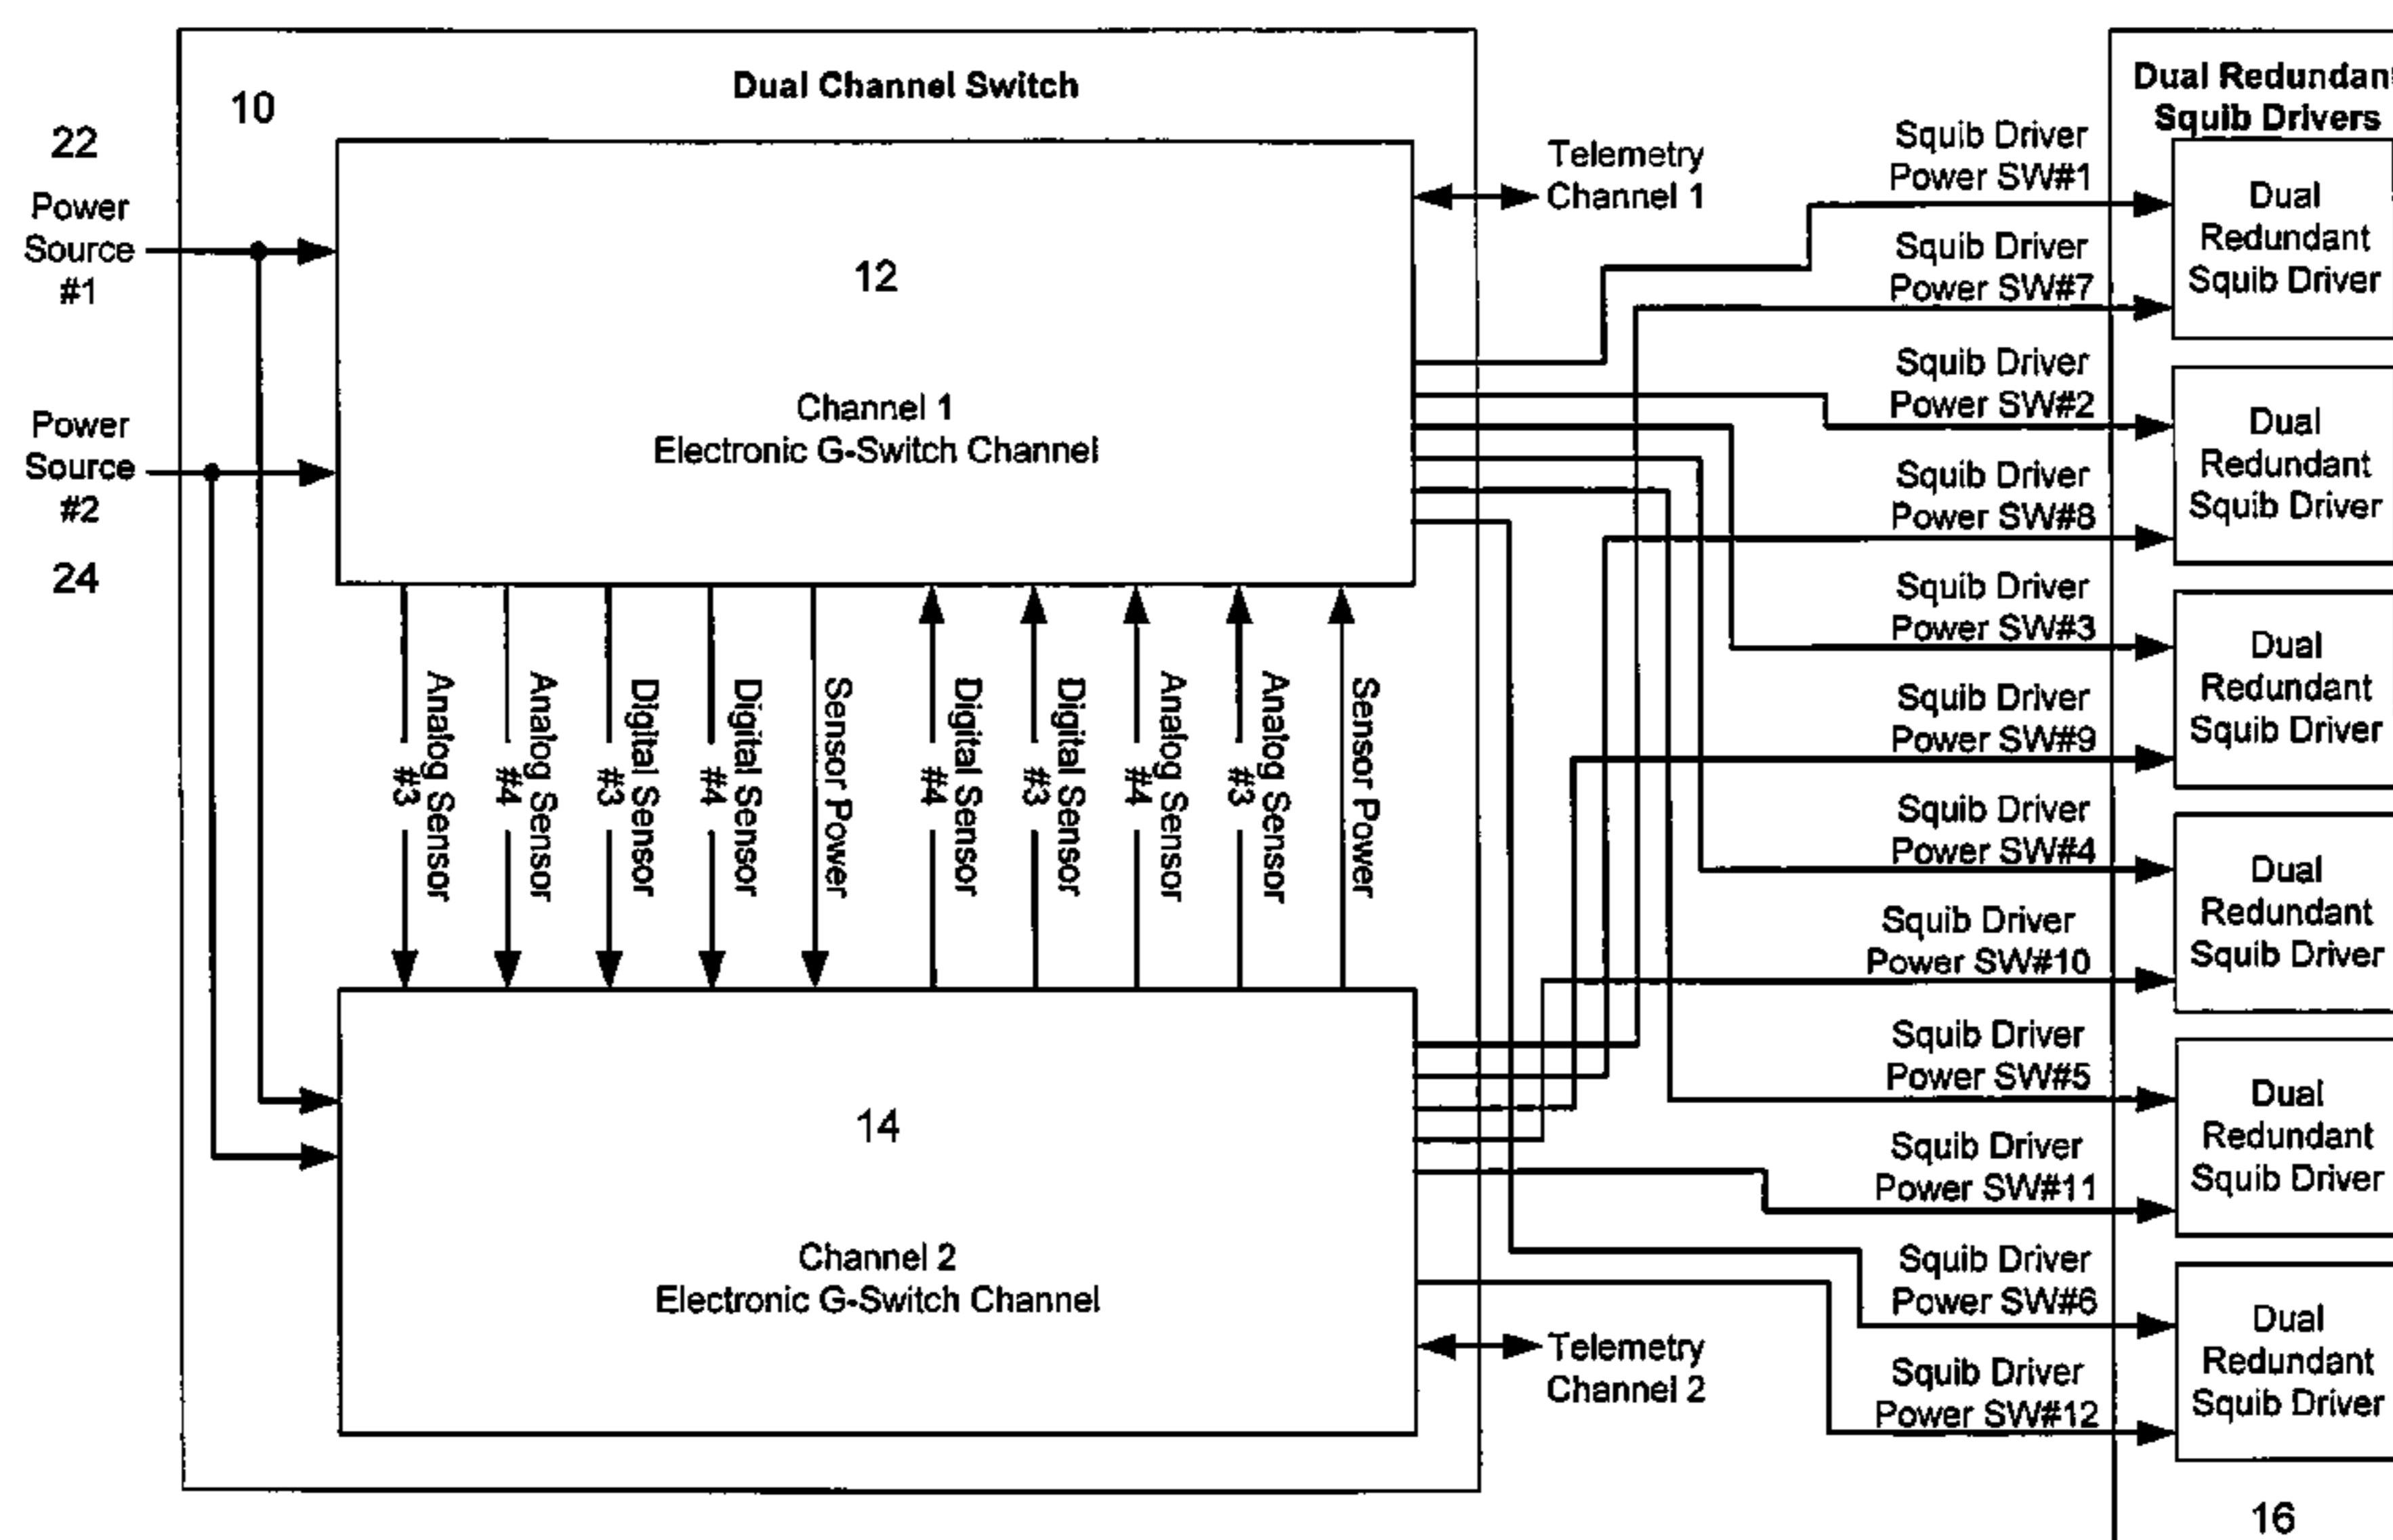 Dual Channel Switch
10
22
Power
Source
#1
Power
Source
#2
24
12
Channel 1
Electronic G-Switch Channel
Telemetry
Channel 1
Analog Sensor
#3
Analog Sensor
#4
Digital Sensor
#3
Digital Sensor
#4
Sensor Power
Digital Sensor
#4
Digital Sensor
#3
Analog Sensor
#4
Analog Sensor
#3
Sensor Power
14
Channel 2
Electronic G-Switch Channel
Telemetry
Channel 2
Squib Driver
Power SW#1
Squib Driver
Power SW#7
Squib Driver
Power SW#2
Squib Driver
Power SW#8
Squib Driver
Power SW#3
Squib Driver
Power SW#9
Squib Driver
Power SW#4
Squib Driver
Power SW#10
Squib Driver
Power SW#5
Squib Driver
Power SW#11
Squib Driver
Power SW#6
Squib Driver
Power SW#12
Dual Redundant
Squib Drivers
Dual
Redundant
Squib Driver
Dual
Redundant
Squib Driver
Dual
Redundant
Squib Driver
Dual
Redundant
Squib Driver
Dual
Redundant
Squib Driver
Dual
Redundant
Squib Driver
16